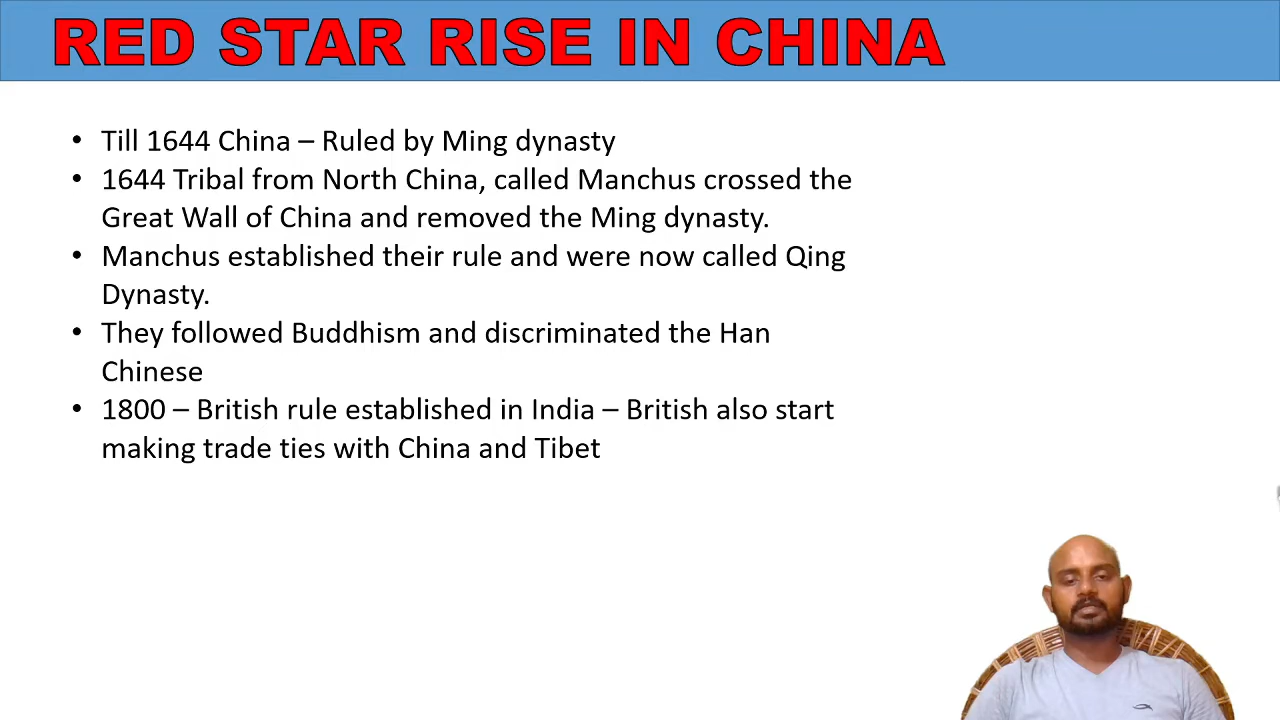 RED STAR RISE IN CHINA
• Till 1644 China – Ruled by Ming dynasty
• 1644 Tribal from North China, called Manchus crossed the
Great Wall of China and removed the Ming dynasty.
• Manchus established their rule and were now called Qing
Dynasty.
• They followed Buddhism and discriminated the Han
Chinese
• 1800 – British rule established in India – British also start
making trade ties with China and Tibet